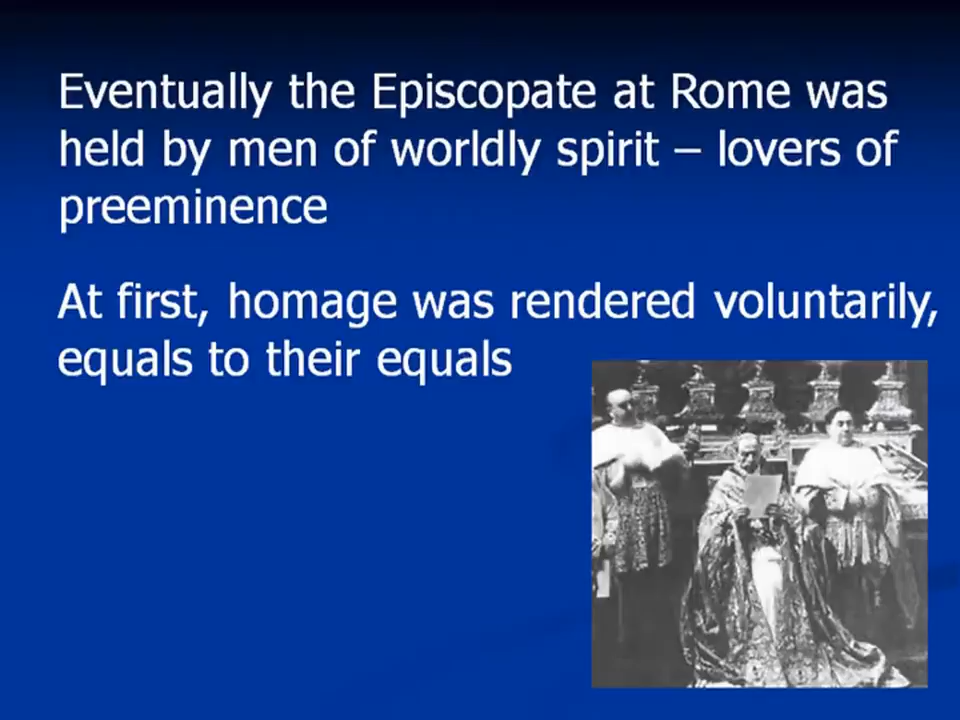 Eventually the Episcopate at Rome was
held by men of worldly spirit – lovers of
preeminence
At first, homage was rendered voluntarily,
equals to their equals